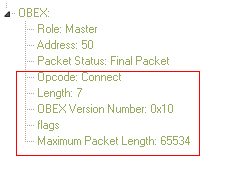 OBEX:
Role: Master
Address: 50
Packet Status: Final Packet
Opcode: Connect
Length: 7
OBEX Version Number: 0x10
flags
Maximum Packet Length: 65534